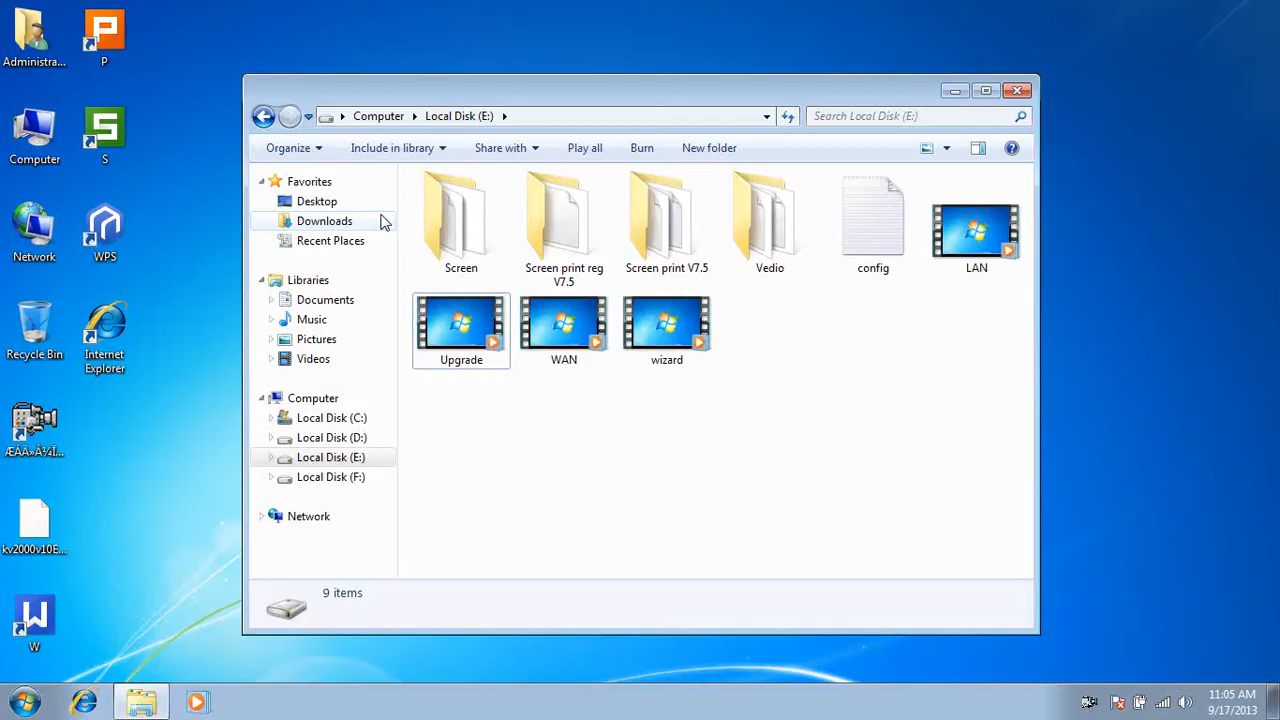 Administra...
P
Computer
S
Network
WPS
Recycle Bin
Internet
Explorer
ÆÁÄ»Â¼Ï...
kv2000v10E...
W
Computer
Local Disk (E:)
Search Local Disk (E:)
Organize
Include in library
Share with
Play all
Burn
New folder
Favorites
Desktop
Downloads
Recent Places
Libraries
Documents
Music
Pictures
Videos
Computer
Local Disk (C:)
Local Disk (D:)
Local Disk (E:)
Local Disk (F:)
Network
Screen
Screen print reg
V7.5
Screen print V7.5
Vedio
config
LAN
Upgrade
WAN
wizard
9 items
11:05 AM
9/17/2013